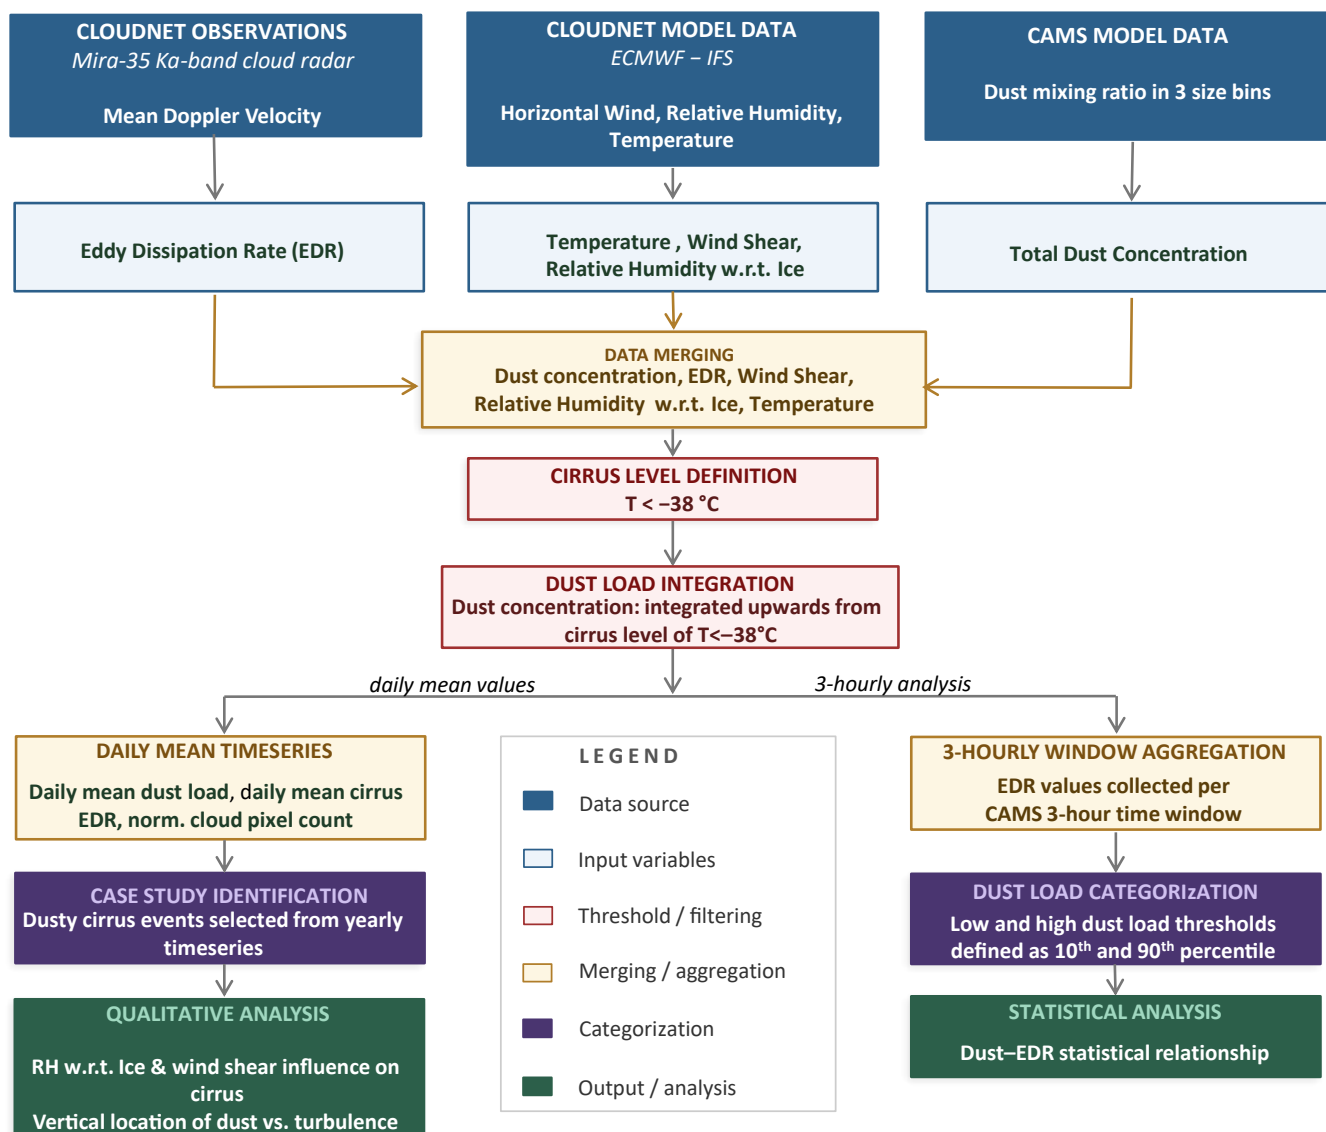 CLOUDNET OBSERVATIONS
Mira-35 Ka-band cloud radar
Mean Doppler Velocity
CLOUDNET MODEL DATA
ECMWF – IFS
Horizontal Wind, Relative Humidity,
Temperature
CAMS MODEL DATA
Dust mixing ratio in 3 size bins
Eddy Dissipation Rate (EDR)
Temperature , Wind Shear,
Relative Humidity w.r.t. Ice
Total Dust Concentration
DATA MERGING
Dust concentration, EDR, Wind Shear,
Relative Humidity w.r.t. Ice, Temperature
CIRRUS LEVEL DEFINITION
T < −38 °C
DUST LOAD INTEGRATION
Dust concentration: integrated upwards from
cirrus level of T<−38°C
daily mean values
3-hourly analysis
DAILY MEAN TIMESERIES
Daily mean dust load, daily mean cirrus
EDR, norm. cloud pixel count
CASE STUDY IDENTIFICATION
Dusty cirrus events selected from yearly
timeseries
QUALITATIVE ANALYSIS
RH w.r.t. Ice & wind shear influence on
cirrus
Vertical location of dust vs. turbulence
LEGEND
Data source
Input variables
Threshold / filtering
Merging / aggregation
Categorization
Output / analysis
3-HOURLY WINDOW AGGREGATION
EDR values collected per
CAMS 3-hour time window
DUST LOAD CATEGORIzATION
Low and high dust load thresholds
defined as 10th and 90th percentile
STATISTICAL ANALYSIS
Dust–EDR statistical relationship